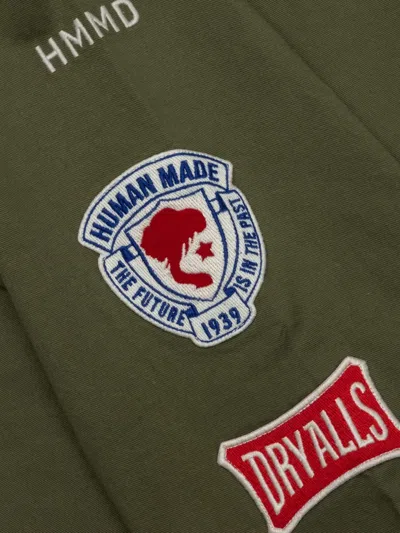 HMMD
HUMAN MADE
THE FUTURE
IS IN THE PAST
1939
DRYALLS